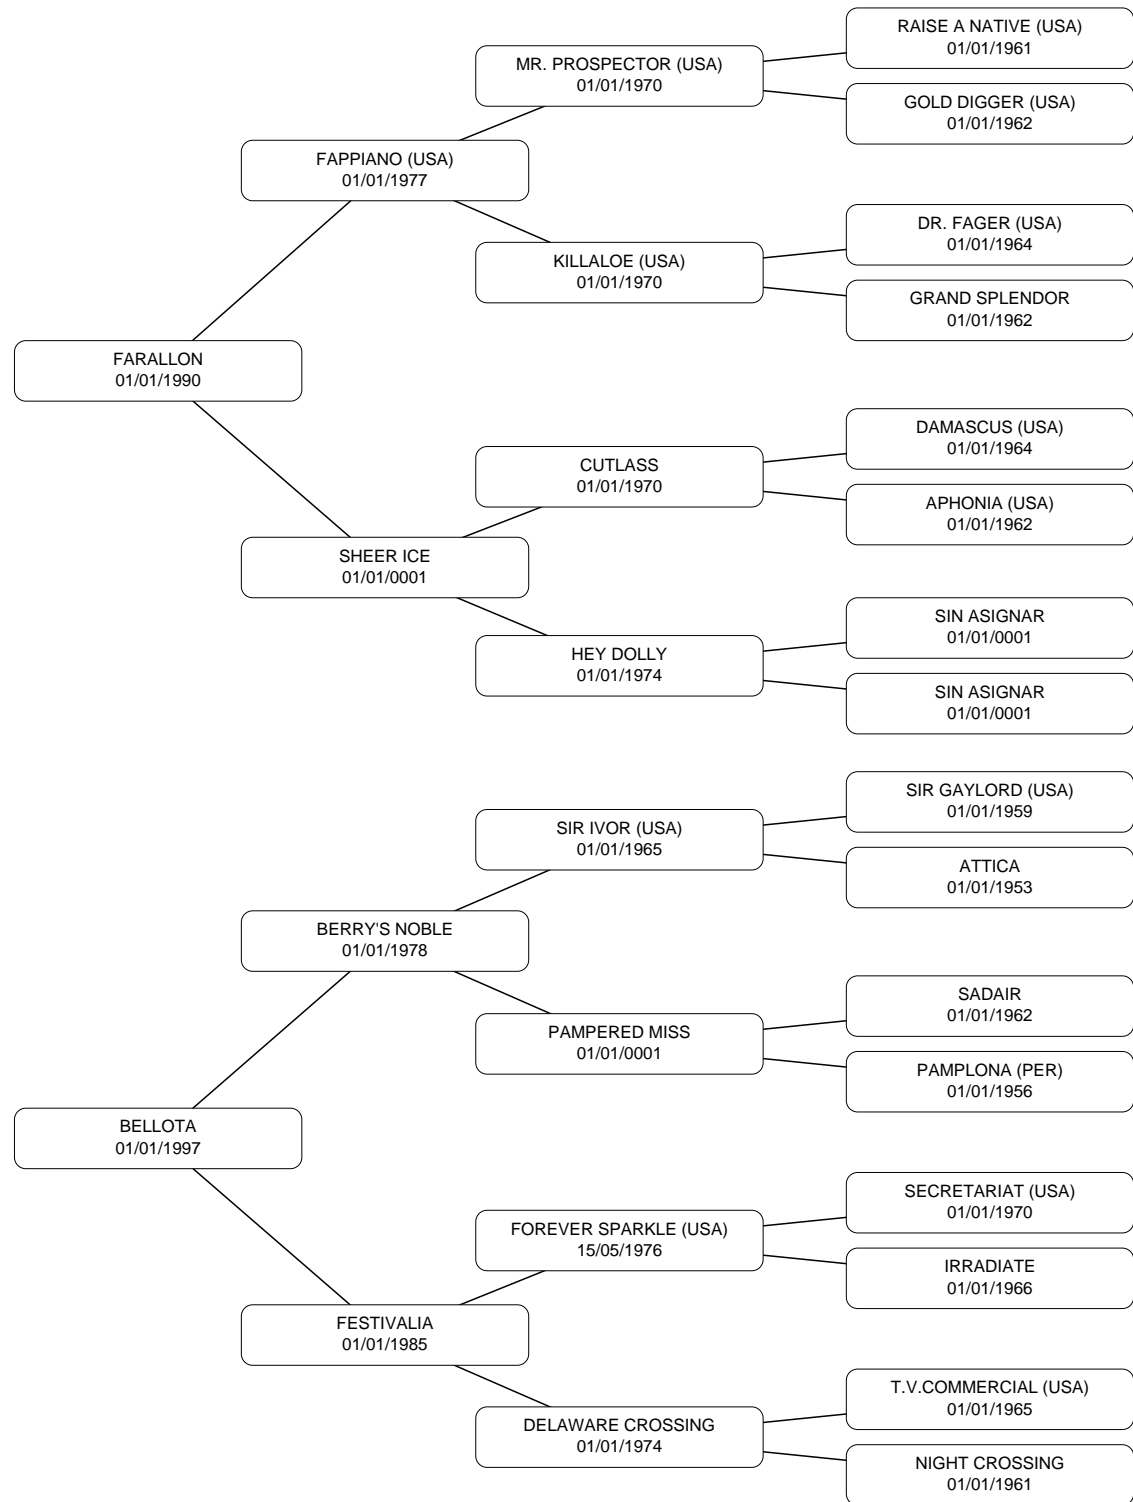 RAISE A NATIVE (USA)
01/01/1961
MR. PROSPECTOR (USA)
01/01/1970
GOLD DIGGER (USA)
01/01/1962
FAPPIANO (USA)
01/01/1977
DR. FAGER (USA)
01/01/1964
KILLALOE (USA)
01/01/1970
GRAND SPLENDOR
01/01/1962
FARALLON
01/01/1990
DAMASCUS (USA)
01/01/1964
CUTLASS
01/01/1970
APHONIA (USA)
01/01/1962
SHEER ICE
01/01/0001
SIN ASIGNAR
01/01/0001
HEY DOLLY
01/01/1974
SIN ASIGNAR
01/01/0001
SIR GAYLORD (USA)
01/01/1959
SIR IVOR (USA)
01/01/1965
ATTICA
01/01/1953
BERRY'S NOBLE
01/01/1978
SADAIR
01/01/1962
PAMPERED MISS
01/01/0001
PAMPLONA (PER)
01/01/1956
BELLOTA
01/01/1997
SECRETARIAT (USA)
01/01/1970
FOREVER SPARKLE (USA)
15/05/1976
IRRADIATE
01/01/1966
FESTIVALIA
01/01/1985
T.V.COMMERCIAL (USA)
01/01/1965
DELAWARE CROSSING
01/01/1974
NIGHT CROSSING
01/01/1961